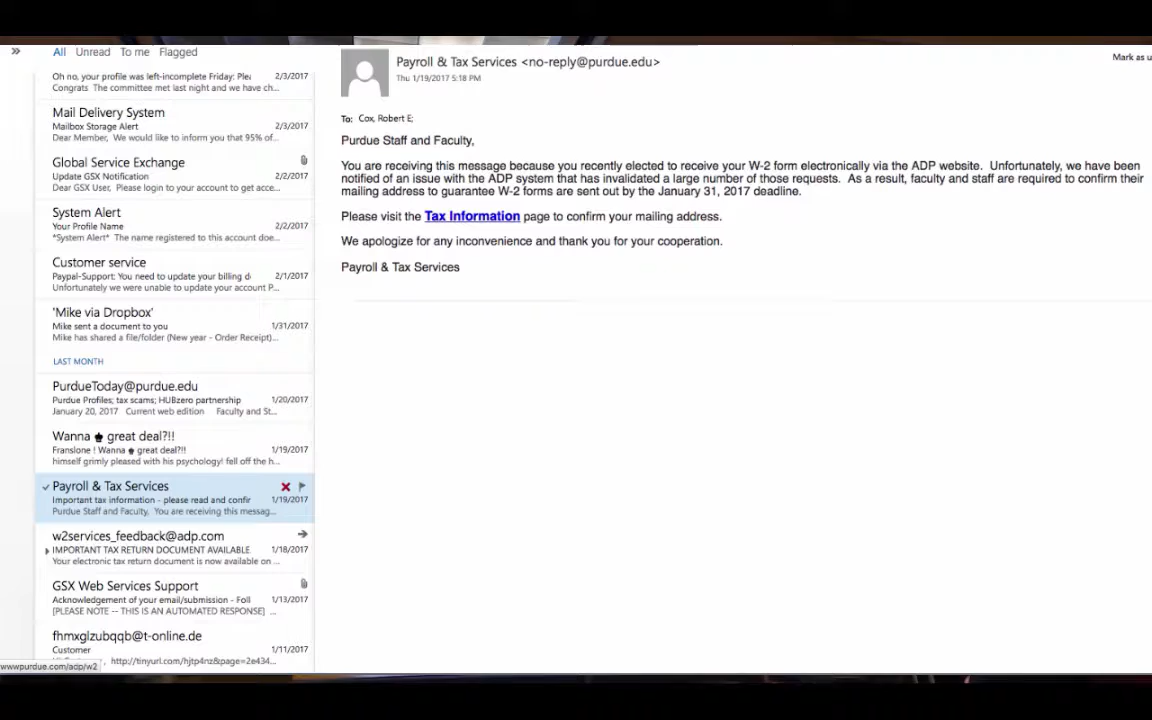 »
All Unread To me Flagged
Oh no, your profile was left-incomplete Friday: Plea 2/3/2017
Congrats The committee met last night and we have ch...
Mail Delivery System
Mailbox Storage Alert 2/3/2017
Dear Member, We would like to inform you that 95% of...
Global Service Exchange
Update GSX Notification 2/2/2017
Dear GSX User, Please login to your account to get acce...
System Alert
Your Profile Name 2/2/2017
*System Alert* The name registered to this account doe...
Customer service
Paypal-Support: You need to update your billing d 2/1/2017
Unfortunately we were unable to update your account P...
'Mike via Dropbox'
Mike sent a document to you 1/31/2017
Mike has shared a file/folder (New year - Order Receipt)...
LAST MONTH
PurdueToday@purdue.edu
Purdue Profiles; tax scams; HUBzero partnership 1/20/2017
January 20, 2017 Current web edition Faculty and St...
Wanna great deal?!!
Franslone ! Wanna great deal?!! 1/19/2017
himself grimly pleased with his psychology! fell off the h...
Payroll & Tax Services
Important tax information - please read and confir 1/19/2017
Purdue Staff and Faculty, You are receiving this messag...
w2services_feedback@adp.com
IMPORTANT TAX RETURN DOCUMENT AVAILABLE 1/18/2017
Your electronic tax return document is now available on ...
GSX Web Services Support
Acknowledgement of your email/submission - Foll 1/13/2017
[PLEASE NOTE -- THIS IS AN AUTOMATED RESPONSE] ...
fhmxglzubqqb@t-online.de
Customer 1/11/2017
http://tinyurl.com/hjtp4nz&page=2e434...
wwwpurdue.com/adp/w2
Payroll & Tax Services <no-reply@purdue.edu>
Mark as u
Thu 1/19/2017 5:18 PM
To: Cox, Robert E;
Purdue Staff and Faculty,
You are receiving this message because you recently elected to receive your W-2 form electronically via the ADP website. Unfortunately, we have been
notified of an issue with the ADP system that has invalidated a large number of those requests. As a result, faculty and staff are required to confirm their
mailing address to guarantee W-2 forms are sent out by the January 31, 2017 deadline.
Please visit the Tax Information page to confirm your mailing address.
We apologize for any inconvenience and thank you for your cooperation.
Payroll & Tax Services